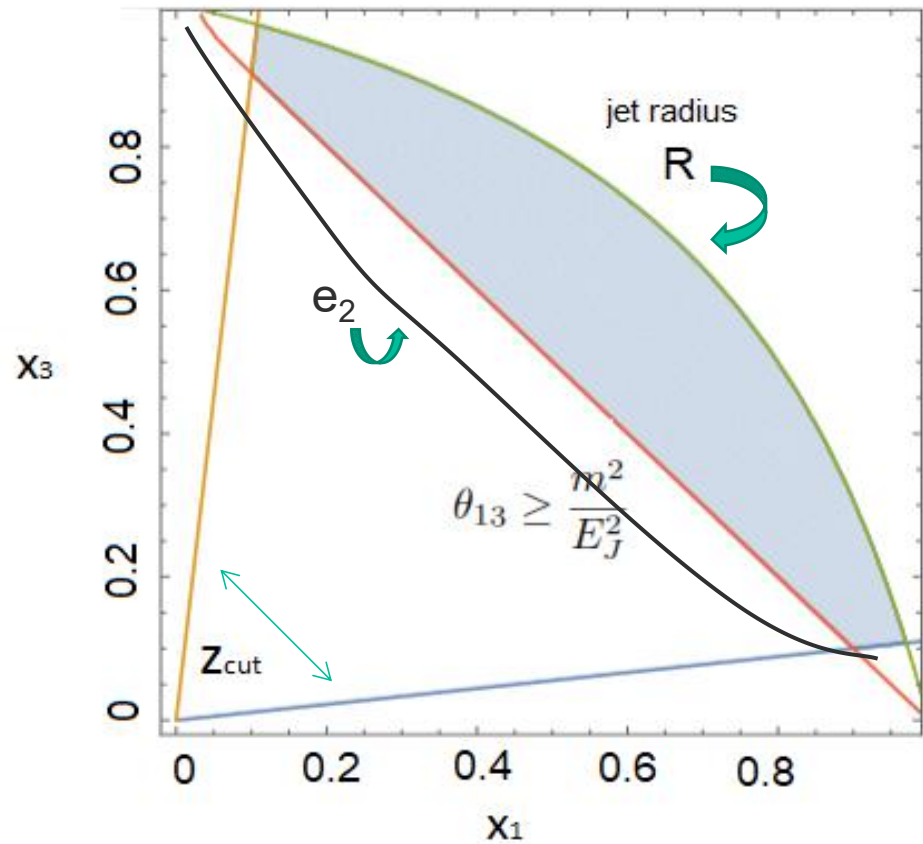 jet radius
R
0.8
0.6
e₂
x₃
0.4
θ₁₃ ≥ m²/E_J²
0.2
Zcut
0
0 0.2 0.4 0.6 0.8
x₁